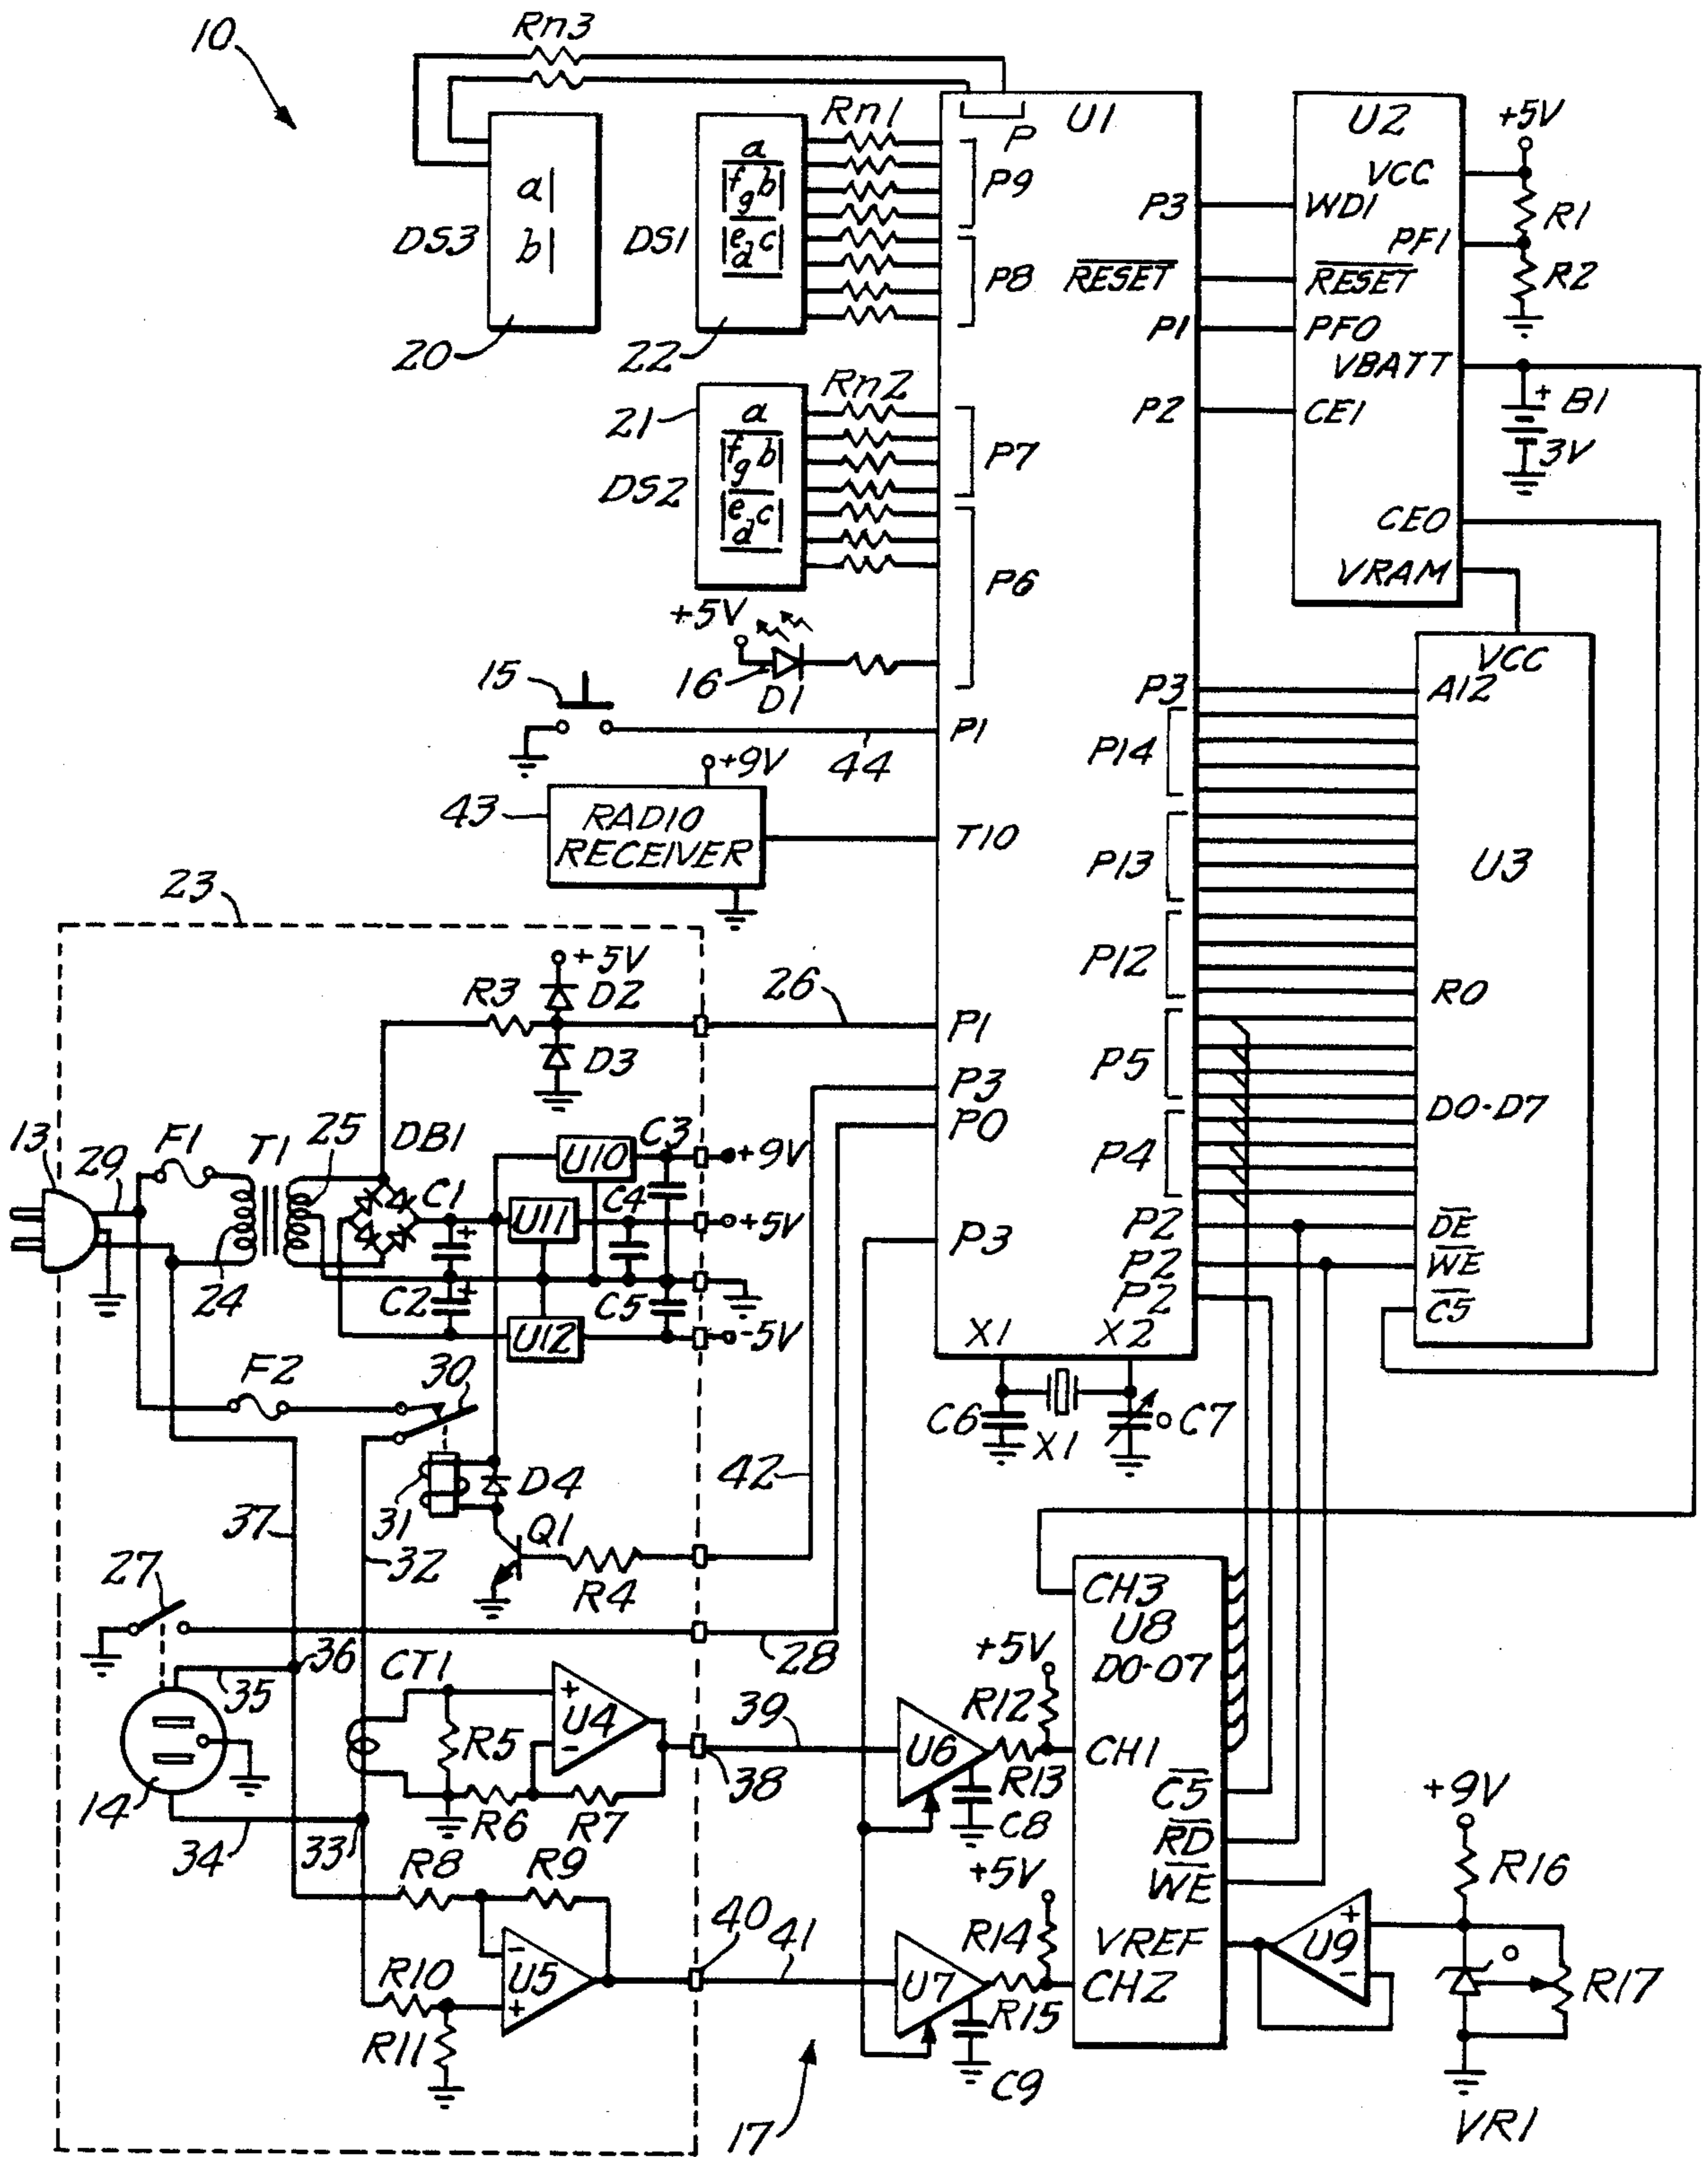 10
Rn3
Rn1
U1
U2
+5V
P
a
f b
g
e c
d
a
b
P9
P3
VCC
WD1
R1
PF1
DS3
DS1
P8
RESET
RESET
R2
P1
PFO
20
22
VBATT
Rn2
P2
CE1
+ B1
3V
21
a
f b
g
e c
d
P7
DS2
CEO
P6
VRAM
+5V
VCC
15
16
D1
P3
A12
P1
P14
44
+9V
43
RADIO
RECEIVER
T10
P13
U3
23
P12
+5V
R3
D2
26
R0
P1
D3
P5
P3
D0-D7
13
F1
29
T1
25
DB1
C3
P0
U10
+9V
P4
C1
+
C4
U11
+5V
P2
DE
P3
24
P2
WE
C2
+
C5
P2
C5
U12
-5V
X1
X2
F2
30
C6
X1
C7
31
D4
42
37
Q1
27
32
R4
CH3
U8
28
+5V
36
CT1
D0-07
35
+
U4
-
39
R12
R5
U6
CH1
38
R13
14
R6
R7
C8
C5
+9V
34
33
RD
R8
R9
+5V
R16
WE
40
41
R14
VREF
+
U9
-
R10
-
U5
+
U7
CH2
R17
R15
R11
C9
17
VR1